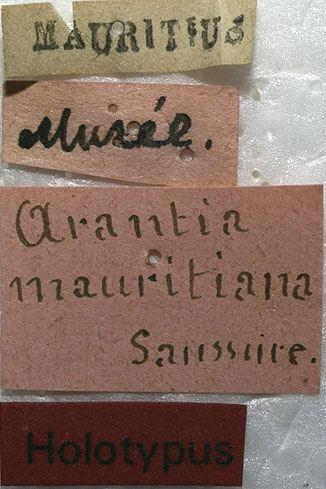 MAURITIUS
Musée.
Arantia
mauritiana
Saussure.
Holotypus